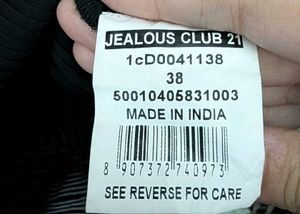 JEALOUS CLUB 21
1cD0041138
38
50010405831003
MADE IN INDIA
8 907372 740973
SEE REVERSE FOR CARE